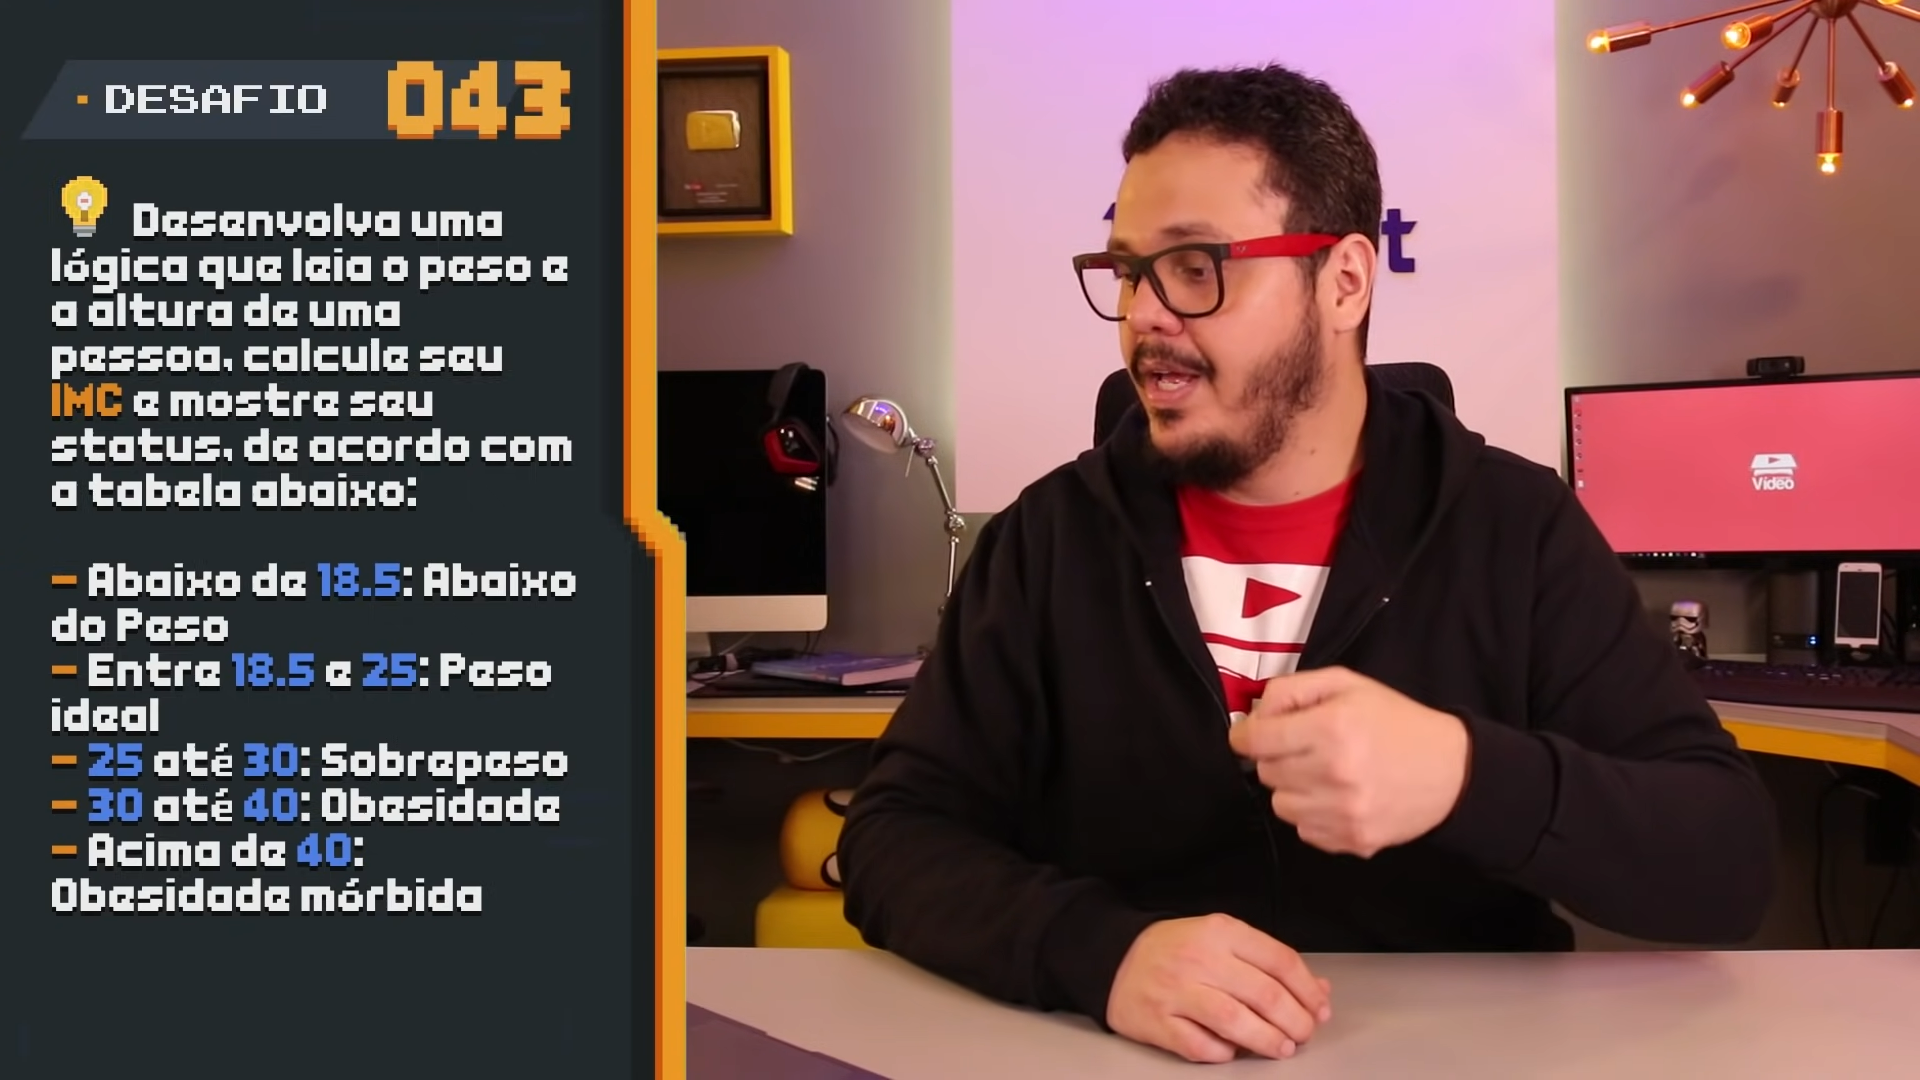 DESAFIO 043
Desenvolva uma
lógica que leia o peso e
a altura de uma
pessoa, calcule seu
IMC e mostre seu
status, de acordo com
a tabela abaixo:
- Abaixo de 18.5: Abaixo
do Peso
- Entre 18.5 e 25: Peso
ideal
- 25 até 30: Sobrepeso
- 30 até 40: Obesidade
- Acima de 40:
Obesidade mórbida
t
Vídeo